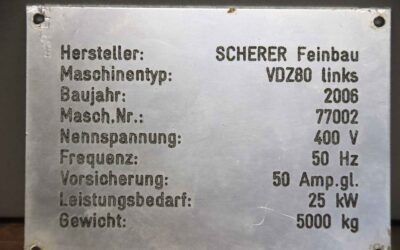 Hersteller: SCHERER Feinbau
Maschinentyp: VDZ80 links
Baujahr: 2006
Masch.Nr.: 77002
Nennspannung: 400 V
Frequenz: 50 Hz
Vorsicherung: 50 Amp.gl.
Leistungsbedarf: 25 kW
Gewicht: 5000 kg